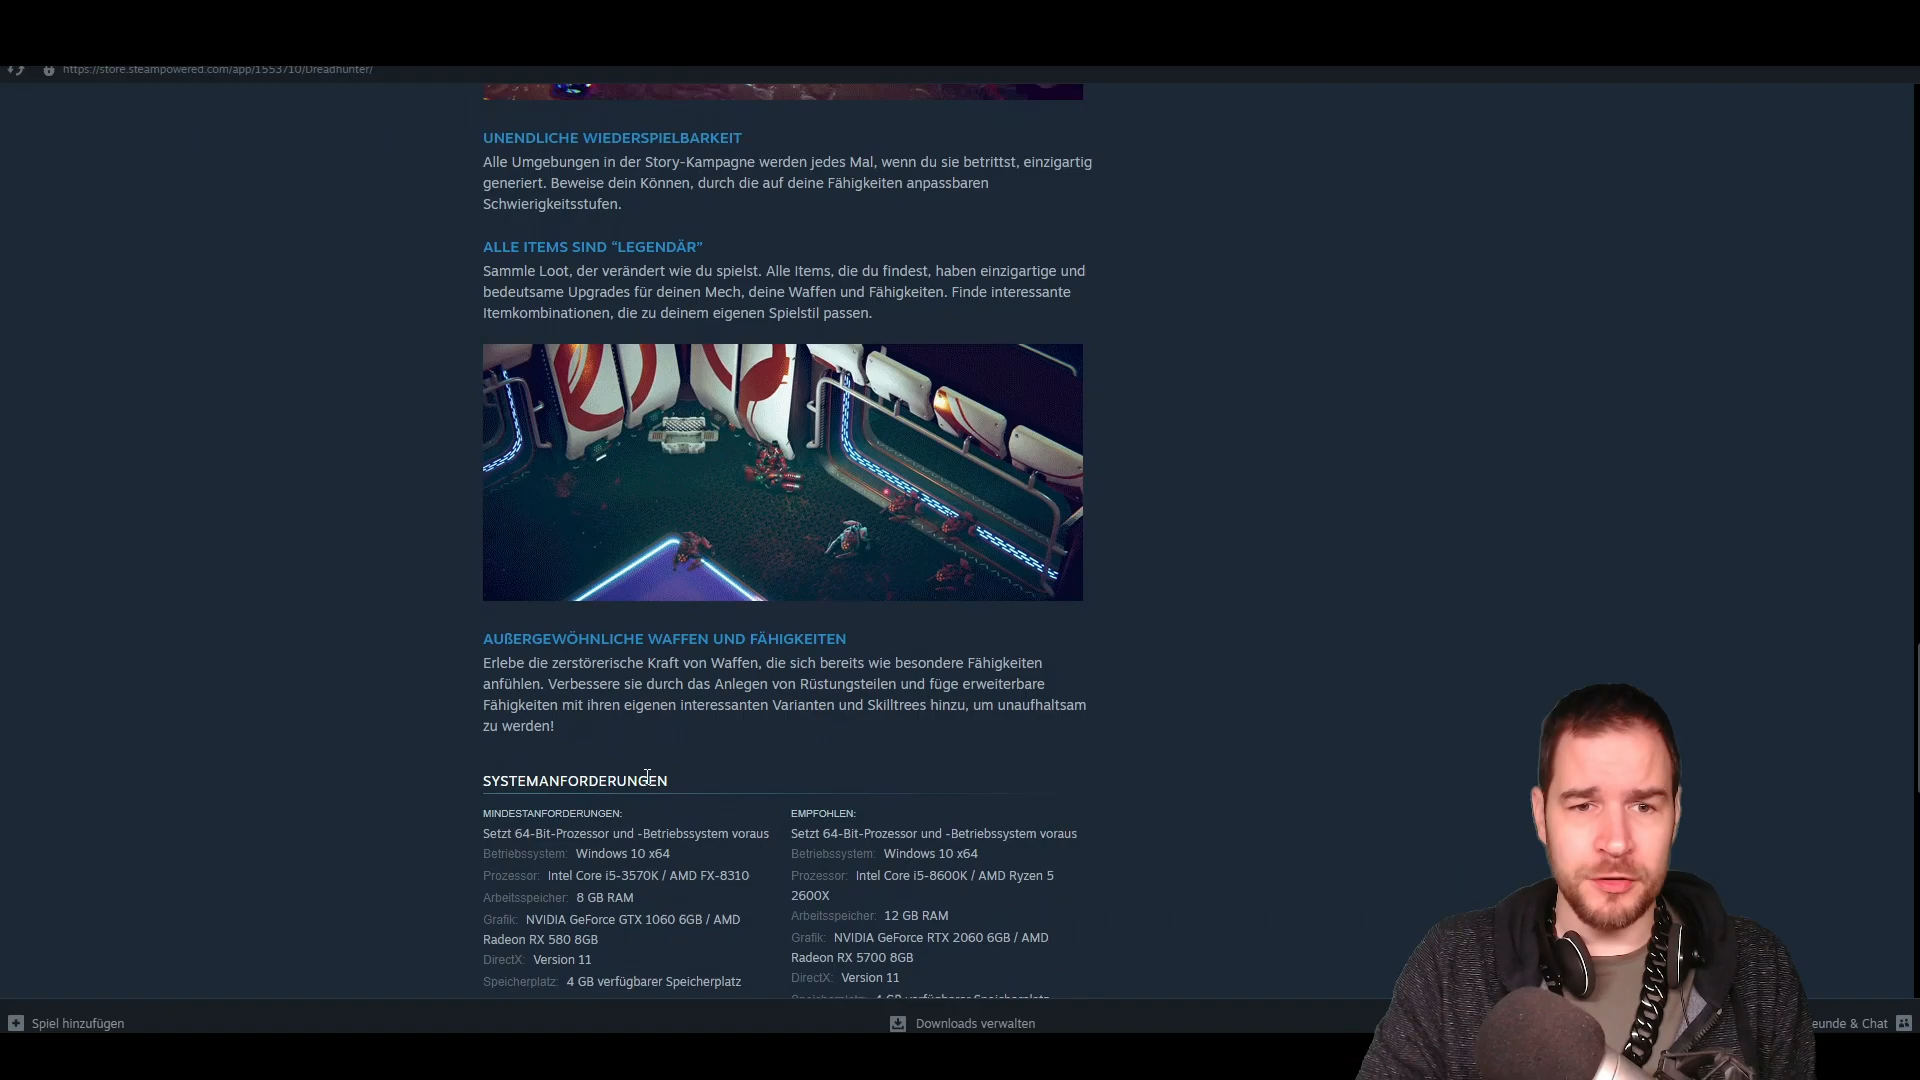 https://store.steampowered.com/app/1553710/Dreadhunter/
UNENDLICHE WIEDERSPIELBARKEIT
Alle Umgebungen in der Story-Kampagne werden jedes Mal, wenn du sie betrittst, einzigartig
generiert. Beweise dein Können, durch die auf deine Fähigkeiten anpassbaren
Schwierigkeitsstufen.
ALLE ITEMS SIND “LEGENDÄR”
Sammle Loot, der verändert wie du spielst. Alle Items, die du findest, haben einzigartige und
bedeutsame Upgrades für deinen Mech, deine Waffen und Fähigkeiten. Finde interessante
Itemkombinationen, die zu deinem eigenen Spielstil passen.
AUßERGEWÖHNLICHE WAFFEN UND FÄHIGKEITEN
Erlebe die zerstörerische Kraft von Waffen, die sich bereits wie besondere Fähigkeiten
anfühlen. Verbessere sie durch das Anlegen von Rüstungsteilen und füge erweiterbare
Fähigkeiten mit ihren eigenen interessanten Varianten und Skilltrees hinzu, um unaufhaltsam
zu werden!
SYSTEMANFORDERUNGEN
MINDESTANFORDERUNGEN:
Setzt 64-Bit-Prozessor und -Betriebssystem voraus
Betriebssystem: Windows 10 x64
Prozessor: Intel Core i5-3570K / AMD FX-8310
Arbeitsspeicher: 8 GB RAM
Grafik: NVIDIA GeForce GTX 1060 6GB / AMD
Radeon RX 580 8GB
DirectX: Version 11
Speicherplatz: 4 GB verfügbarer Speicherplatz
EMPFOHLEN:
Setzt 64-Bit-Prozessor und -Betriebssystem voraus
Betriebssystem: Windows 10 x64
Prozessor: Intel Core i5-8600K / AMD Ryzen 5
2600X
Arbeitsspeicher: 12 GB RAM
Grafik: NVIDIA GeForce RTX 2060 6GB / AMD
Radeon RX 5700 8GB
DirectX: Version 11
Speicherplatz: 4 GB verfügbarer Speicherplatz
Spiel hinzufügen
Downloads verwalten
eunde & Chat